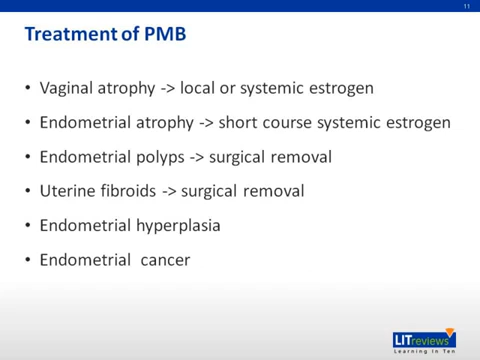 11
Treatment of PMB
• Vaginal atrophy -> local or systemic estrogen
• Endometrial atrophy -> short course systemic estrogen
• Endometrial polyps -> surgical removal
• Uterine fibroids -> surgical removal
• Endometrial hyperplasia
• Endometrial cancer
LITreviews
Learning in Ten